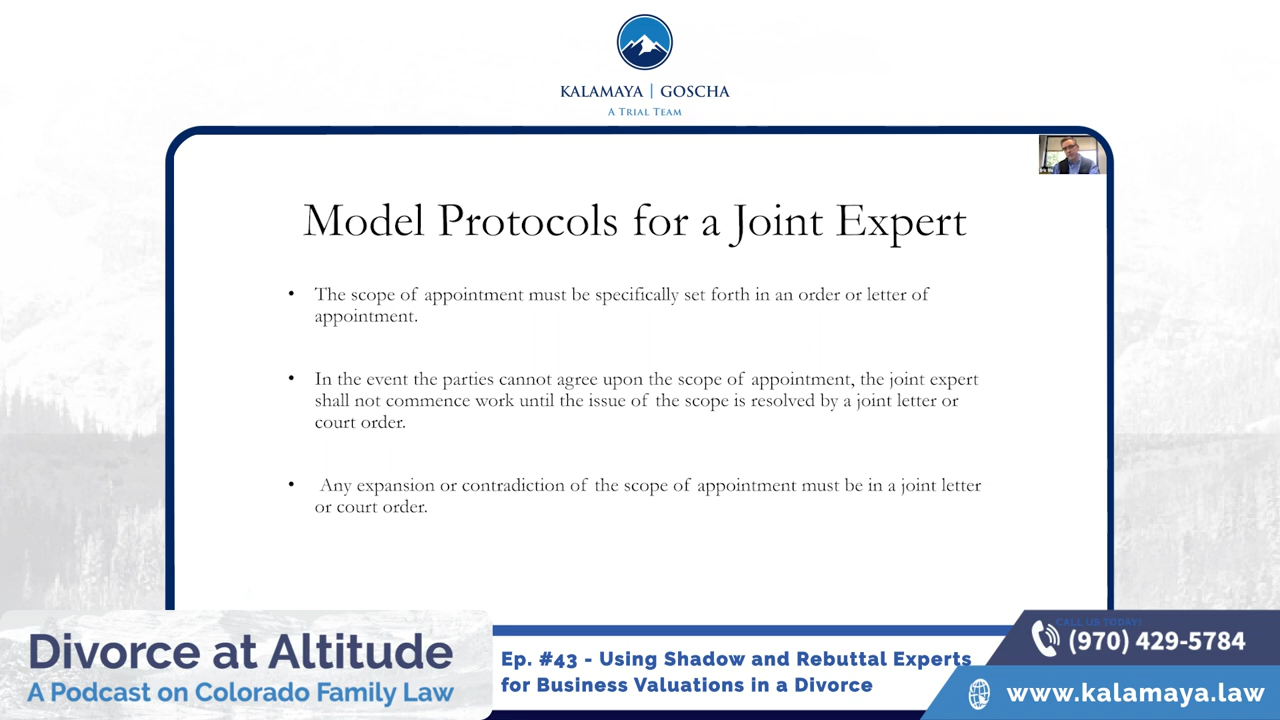 KALAMAYA | GOSCHA
A TRIAL TEAM
Model Protocols for a Joint Expert
• The scope of appointment must be specifically set forth in an order or letter of
appointment.
• In the event the parties cannot agree upon the scope of appointment, the joint expert
shall not commence work until the issue of the scope is resolved by a joint letter or
court order.
• Any expansion or contradiction of the scope of appointment must be in a joint letter
or court order.
Divorce at Altitude
A Podcast on Colorado Family Law
Ep. #43 - Using Shadow and Rebuttal Experts
for Business Valuations in a Divorce
CALL US TODAY!
(970) 429-5784
www.kalamaya.law